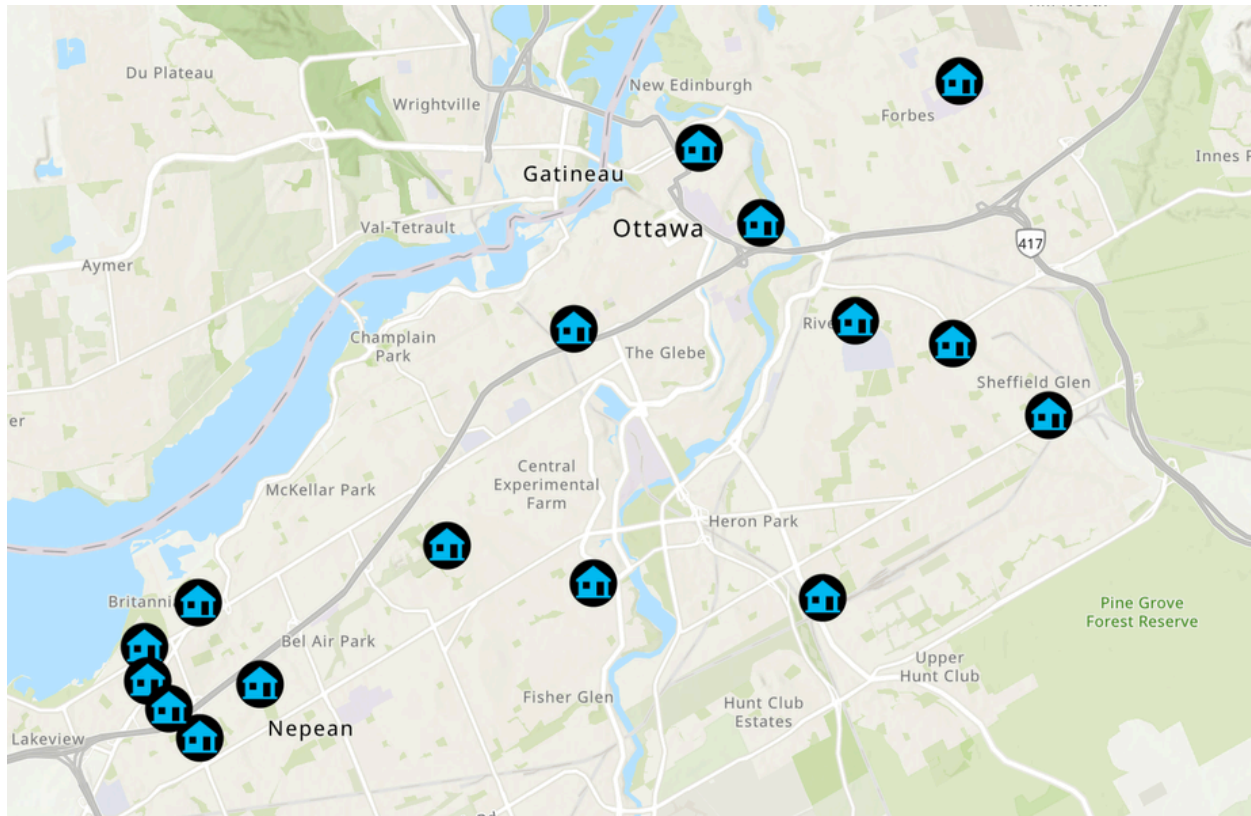 Du Plateau
Wrightville
New Edinburgh
Forbes
Innes
Gatineau
Ottawa
Val-Tetrault
417
Aymer
Champlain
Park
The Glebe
Sheffield Glen
er
McKellar Park
Central
Experimental
Farm
Heron Park
Britanni
Bel Air Park
Pine Grove
Forest Reserve
Upper
Hunt Club
Fisher Glen
Hunt Club
Estates
Nepean
Lakeview